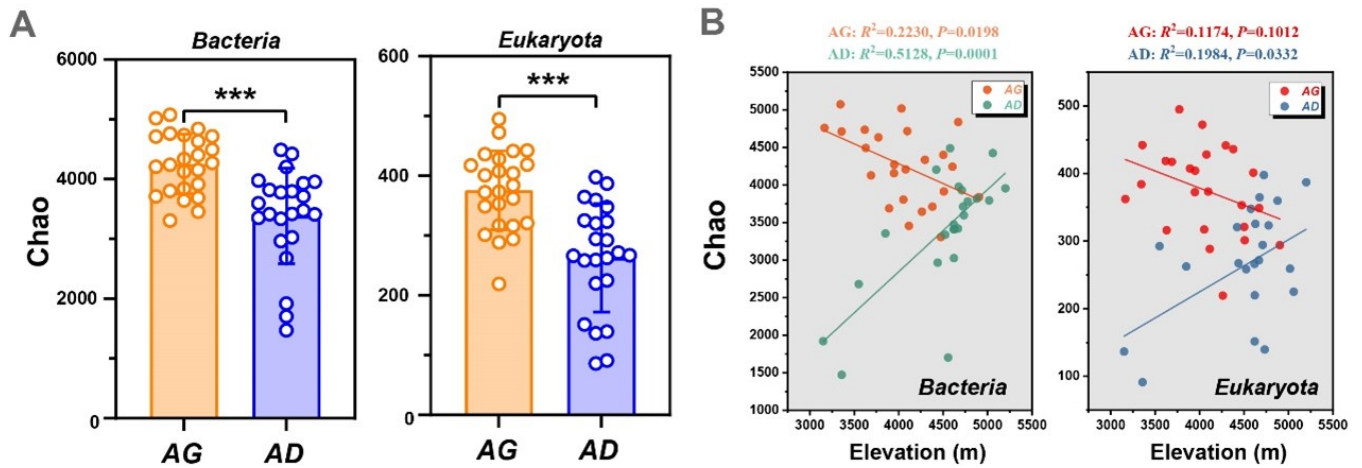 A
Bacteria
Eukaryota
Chao
6000
4000
2000
0
***
AG
AD
600
400
200
0
***
AG
AD
B
AG: R²=0.2230, P=0.0198
AD: R²=0.5128, P=0.0001
AG: R²=0.1174, P=0.1012
AD: R²=0.1984, P=0.0332
Chao
5500
5000
4500
4000
3500
3000
2500
2000
1500
1000
AG
AD
Bacteria
3000 3500 4000 4500 5000 5500
Elevation (m)
500
400
300
200
100
AG
AD
Eukaryota
3000 3500 4000 4500 5000 5500
Elevation (m)